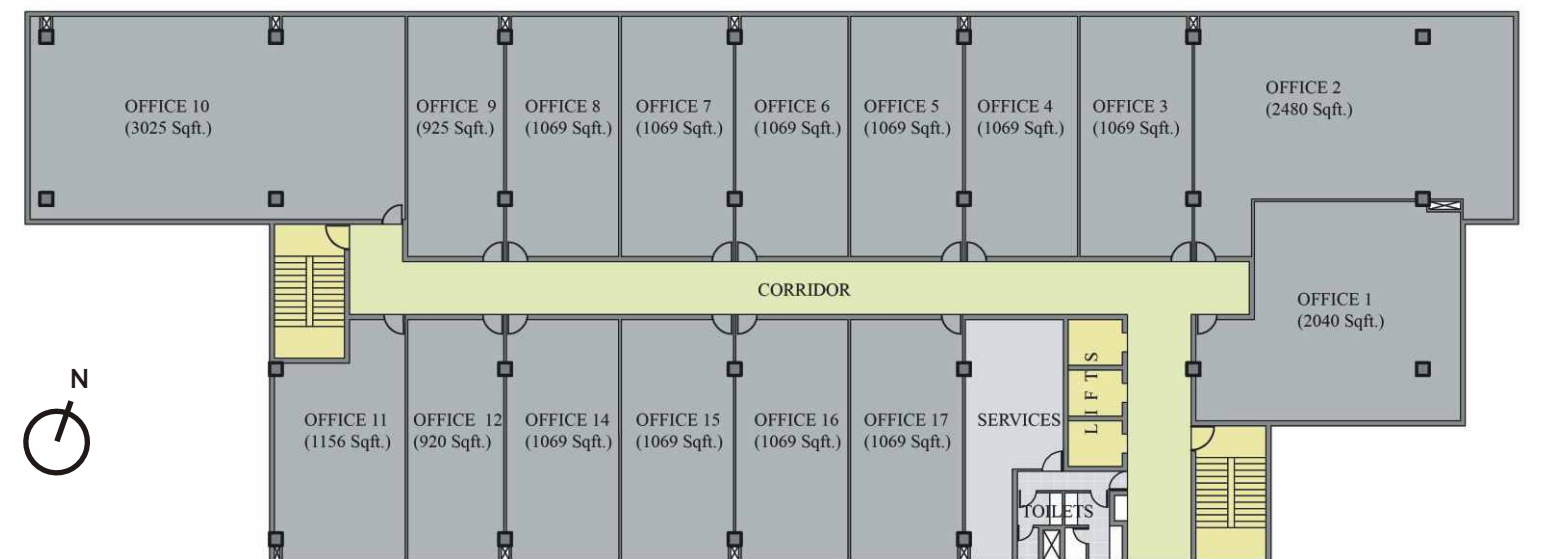 OFFICE 10
(3025 Sqft.)
OFFICE 9
(925 Sqft.)
OFFICE 8
(1069 Sqft.)
OFFICE 7
(1069 Sqft.)
OFFICE 6
(1069 Sqft.)
OFFICE 5
(1069 Sqft.)
OFFICE 4
(1069 Sqft.)
OFFICE 3
(1069 Sqft.)
OFFICE 2
(2480 Sqft.)
CORRIDOR
OFFICE 1
(2040 Sqft.)
N
OFFICE 11
(1156 Sqft.)
OFFICE 12
(920 Sqft.)
OFFICE 14
(1069 Sqft.)
OFFICE 15
(1069 Sqft.)
OFFICE 16
(1069 Sqft.)
OFFICE 17
(1069 Sqft.)
SERVICES
LIFTS
TOILETS